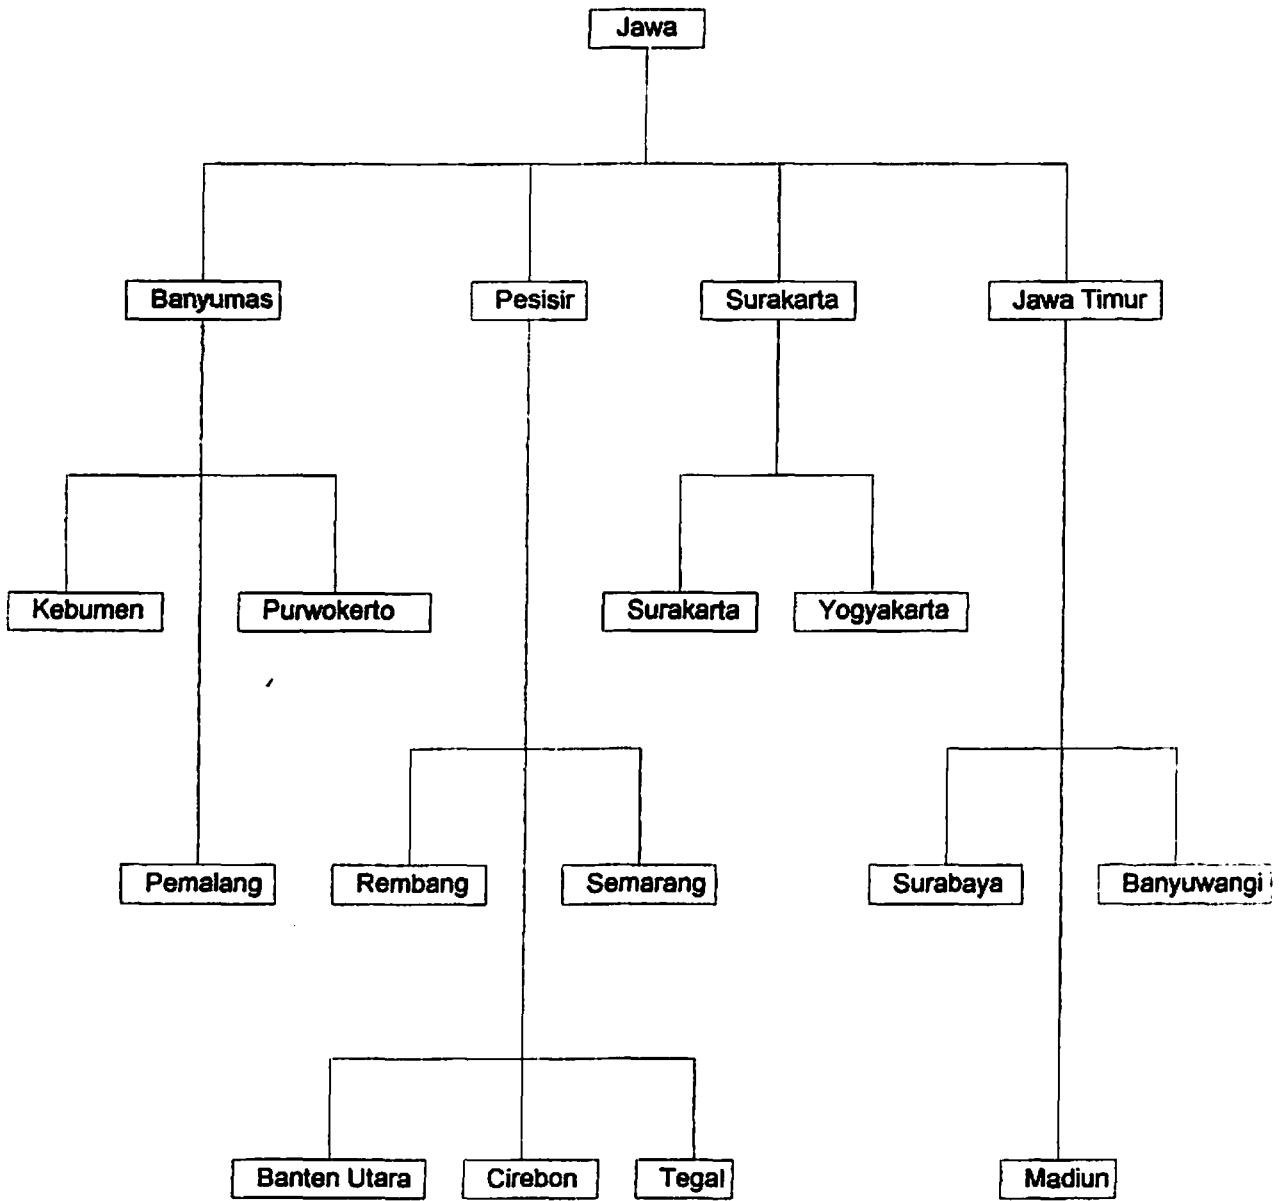 Jawa
Banyumas
Pesisir
Surakarta
Jawa Timur
Kebumen
Purwokerto
Surakarta
Yogyakarta
Pemalang
Rembang
Semarang
Surabaya
Banyuwangi
Banten Utara
Cirebon
Tegal
Madiun